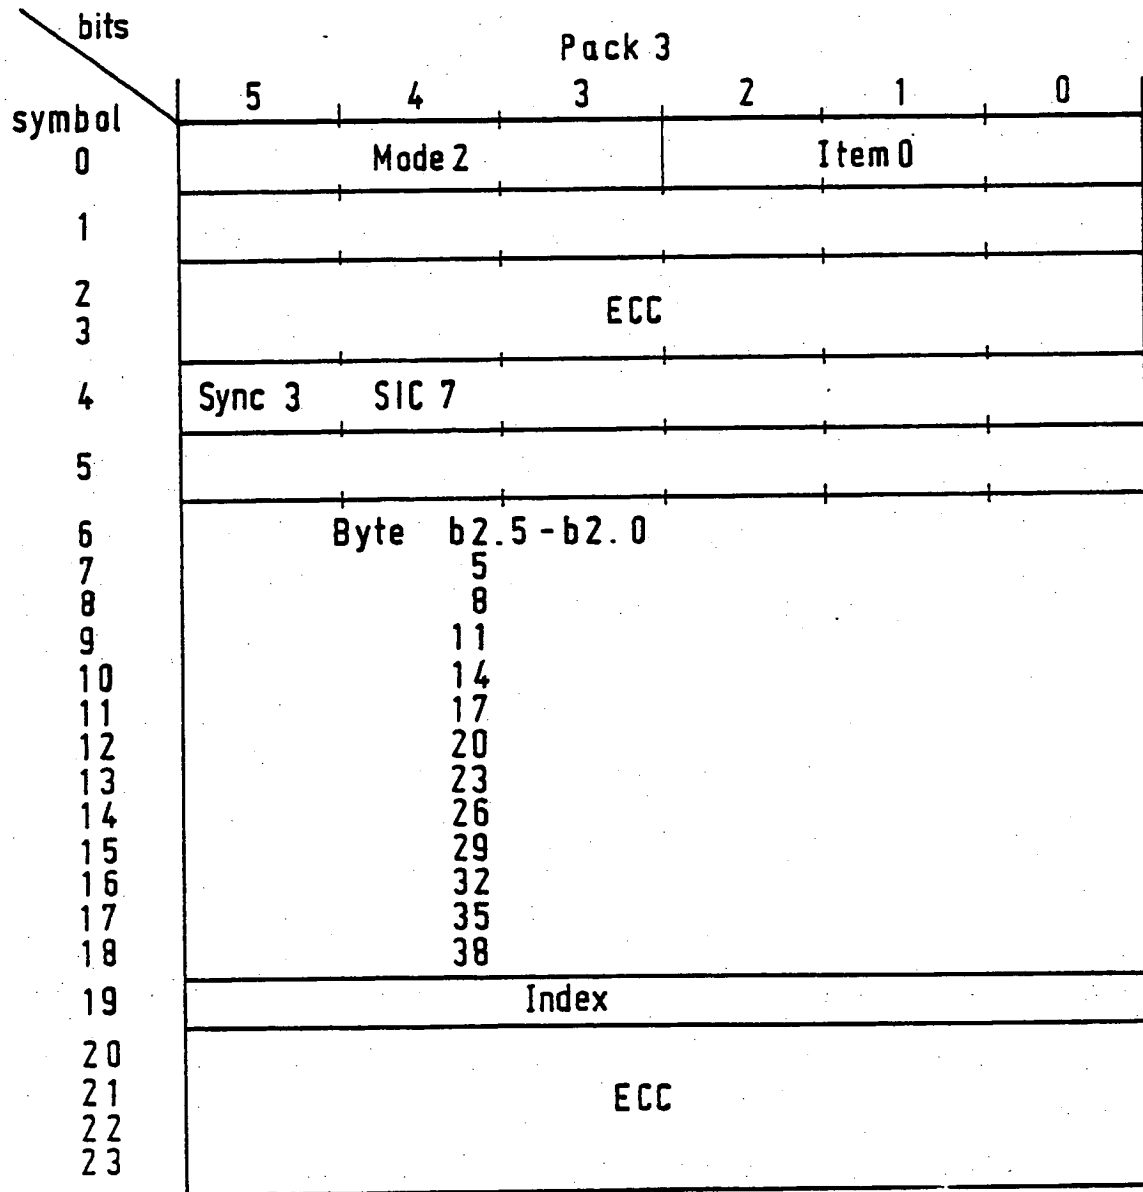 bits
Pack 3
5 4 3 2 1 0
symbol
0 Mode 2 Item 0
1
2
ECC
3
4 Sync 3 SIC 7
5
6 Byte b2.5 - b2.0
7 5
8 8
9 11
10 14
11 17
12 20
13 23
14 26
15 29
16 32
17 35
18 38
19 Index
20
21 ECC
22
23